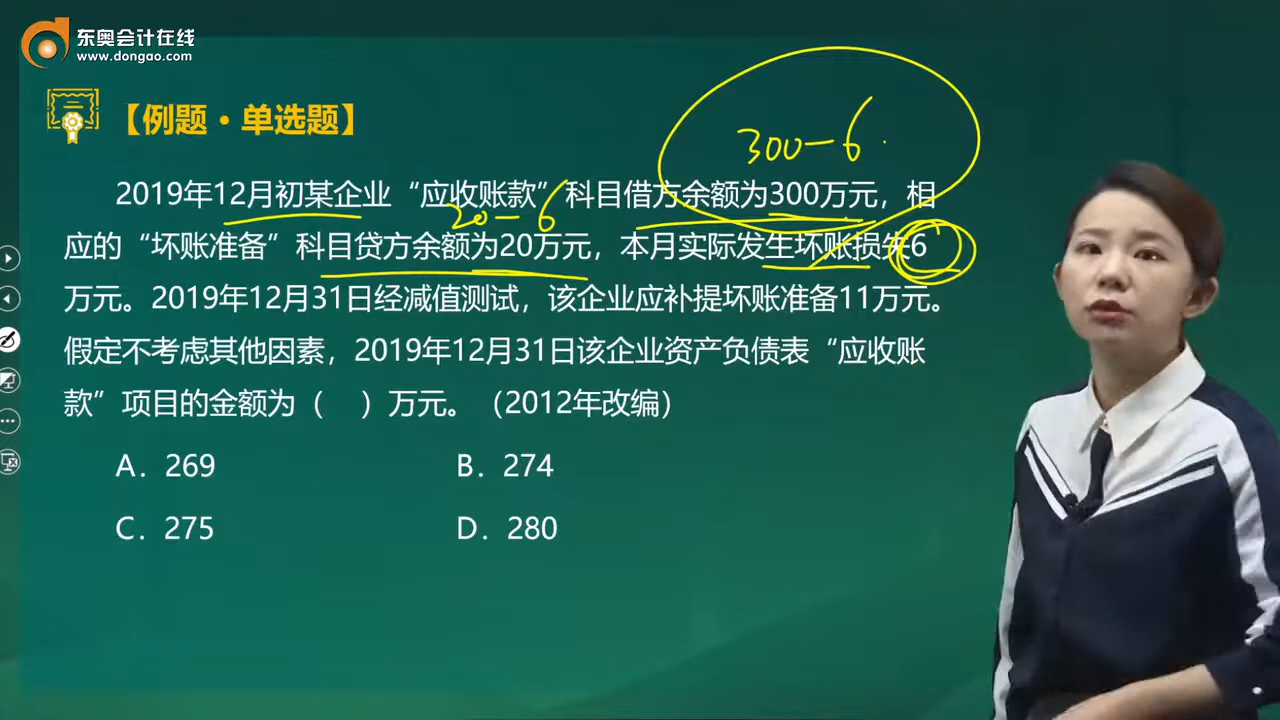 东奥会计在线
www.dongao.com
【例题·单选题】
300-6
2019年12月初某企业“应收账款”科目借方余额为300万元，相
20-6
应的“坏账准备”科目贷方余额为20万元，本月实际发生坏账损失6
万元。2019年12月31日经减值测试，该企业应补提坏账准备11万元。
假定不考虑其他因素，2019年12月31日该企业资产负债表“应收账
款”项目的金额为（　）万元。（2012年改编）
A．269
B．274
C．275
D．280